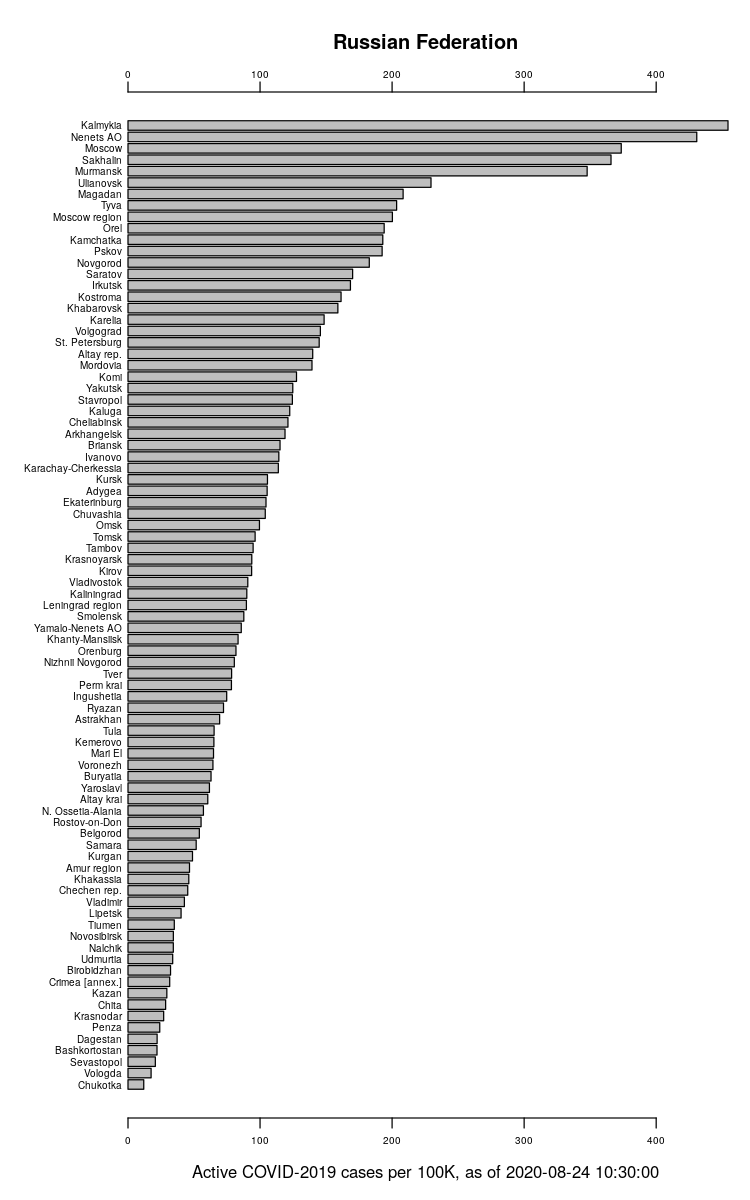 Russian Federation
0 100 200 300 400
Kalmykia
Nenets AO
Moscow
Sakhalin
Murmansk
Ulianovsk
Magadan
Tyva
Moscow region
Orel
Kamchatka
Pskov
Novgorod
Saratov
Irkutsk
Kostroma
Khabarovsk
Karelia
Volgograd
St. Petersburg
Altay rep.
Mordovia
Komi
Yakutsk
Stavropol
Kaluga
Cheliabinsk
Arkhangelsk
Briansk
Ivanovo
Karachay-Cherkessia
Kursk
Adygea
Ekaterinburg
Chuvashia
Omsk
Tomsk
Tambov
Krasnoyarsk
Kirov
Vladivostok
Kaliningrad
Leningrad region
Smolensk
Yamalo-Nenets AO
Khanty-Mansiisk
Orenburg
Nizhnii Novgorod
Tver
Perm krai
Ingushetia
Ryazan
Astrakhan
Tula
Kemerovo
Mari El
Voronezh
Buryatia
Yaroslavl
Altay krai
N. Ossetia-Alania
Rostov-on-Don
Belgorod
Samara
Kurgan
Amur region
Khakassia
Chechen rep.
Vladimir
Lipetsk
Tiumen
Novosibirsk
Nalchik
Udmurtia
Birobidzhan
Crimea [annex.]
Kazan
Chita
Krasnodar
Penza
Dagestan
Bashkortostan
Sevastopol
Vologda
Chukotka
0 100 200 300 400
Active COVID-2019 cases per 100K, as of 2020-08-24 10:30:00